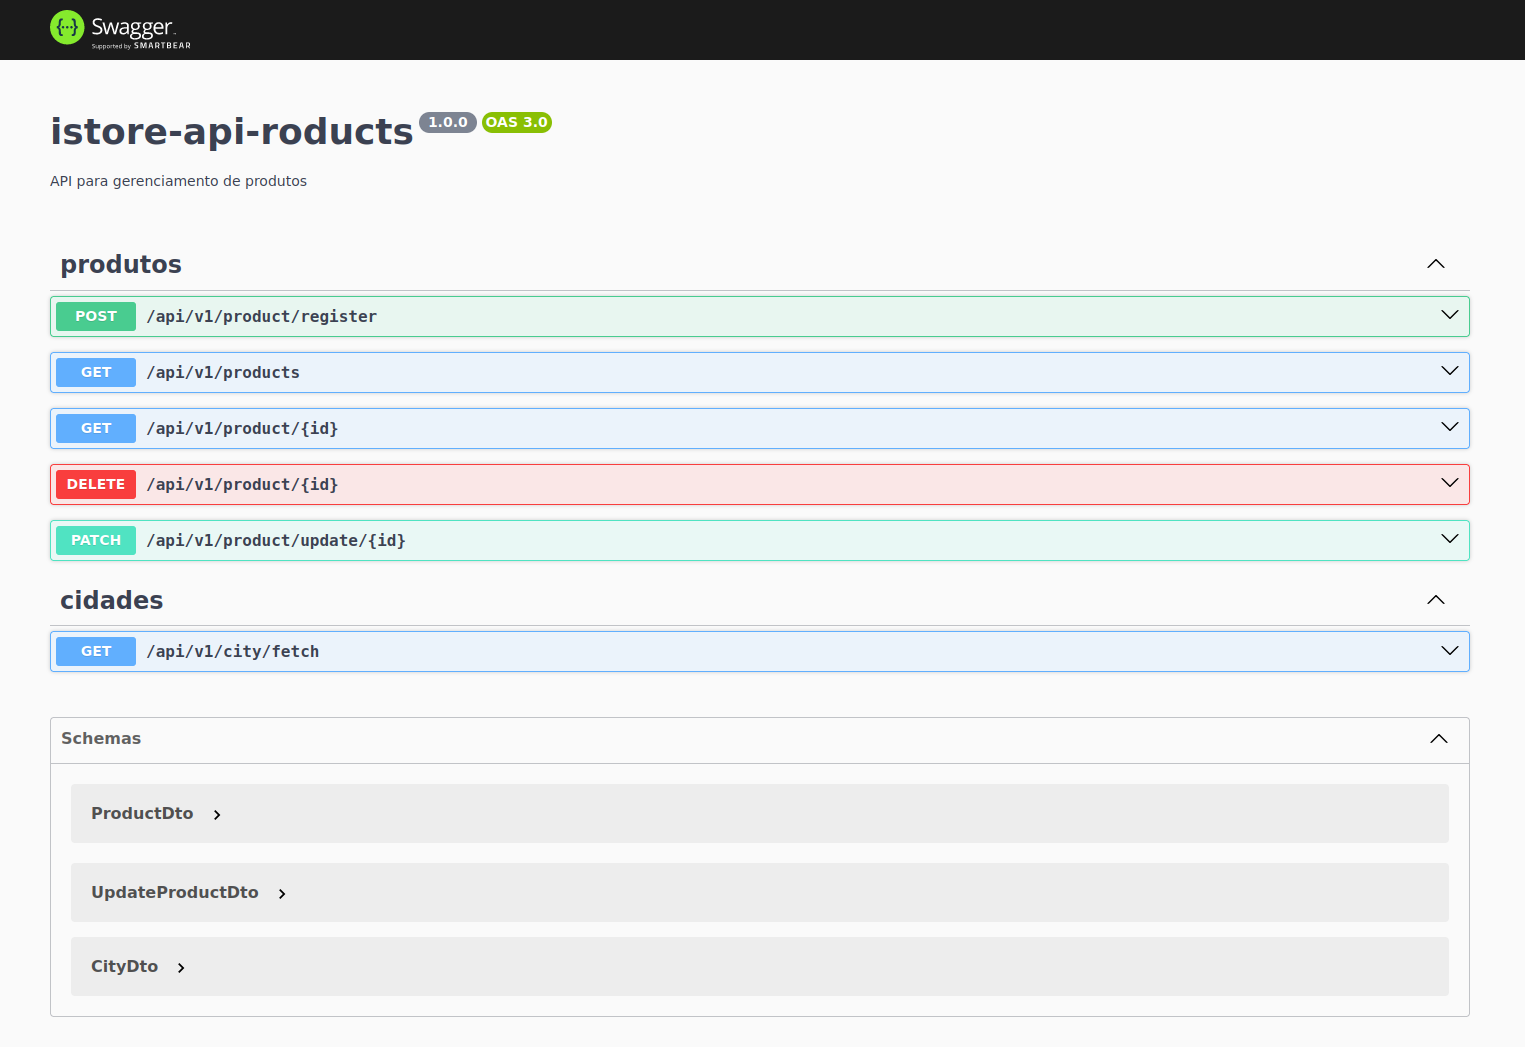 {···} Swagger.
Supported by SMARTBEAR
istore-api-roducts 1.0.0 OAS 3.0
API para gerenciamento de produtos
produtos
POST /api/v1/product/register
GET /api/v1/products
GET /api/v1/product/{id}
DELETE /api/v1/product/{id}
PATCH /api/v1/product/update/{id}
cidades
GET /api/v1/city/fetch
Schemas
ProductDto
UpdateProductDto
CityDto